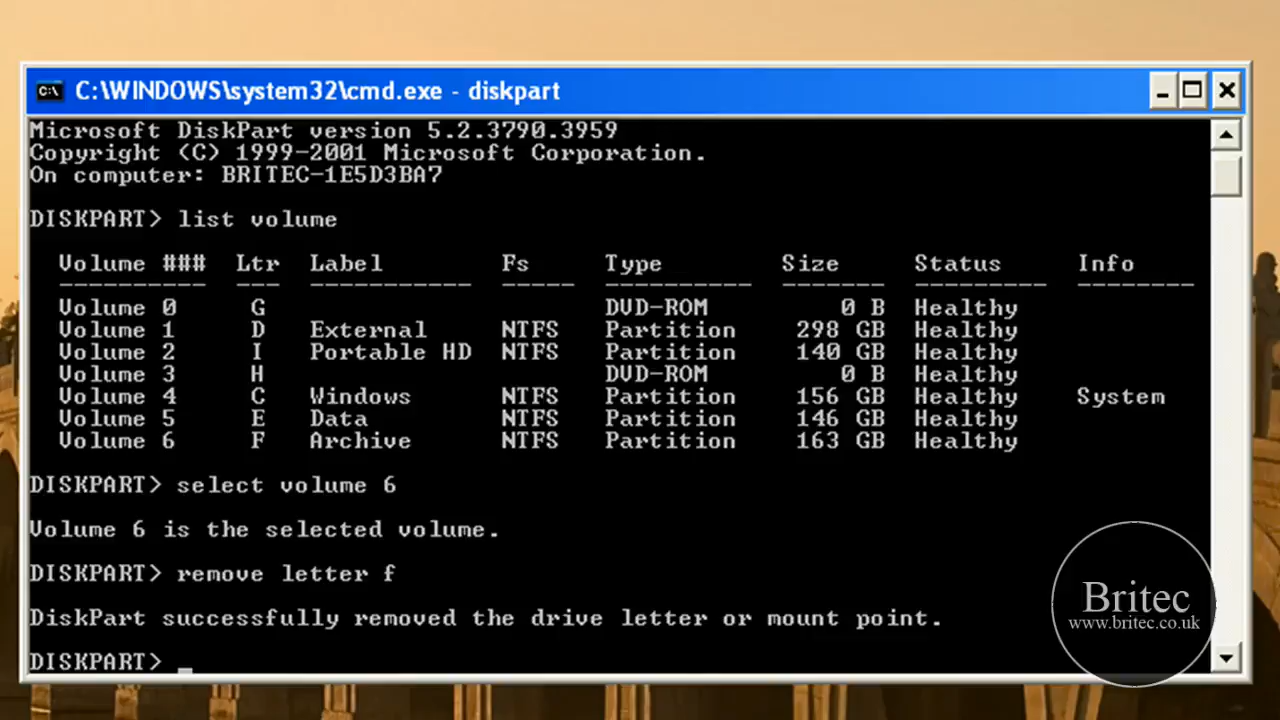 C:\WINDOWS\system32\cmd.exe - diskpart
Microsoft DiskPart version 5.2.3790.3959
Copyright (C) 1999-2001 Microsoft Corporation.
On computer: BRITEC-1E5D3BA7
DISKPART> list volume
Volume ### Ltr Label Fs Type Size Status Info
---------- --- ----------- ----- ---------- ------- --------- --------
Volume 0 G DVD-ROM 0 B Healthy
Volume 1 D External NTFS Partition 298 GB Healthy
Volume 2 I Portable HD NTFS Partition 140 GB Healthy
Volume 3 H DVD-ROM 0 B Healthy
Volume 4 C Windows NTFS Partition 156 GB Healthy System
Volume 5 E Data NTFS Partition 146 GB Healthy
Volume 6 F Archive NTFS Partition 163 GB Healthy
DISKPART> select volume 6
Volume 6 is the selected volume.
DISKPART> remove letter f
DiskPart successfully removed the drive letter or mount point.
DISKPART> _
Britec
www.britec.co.uk